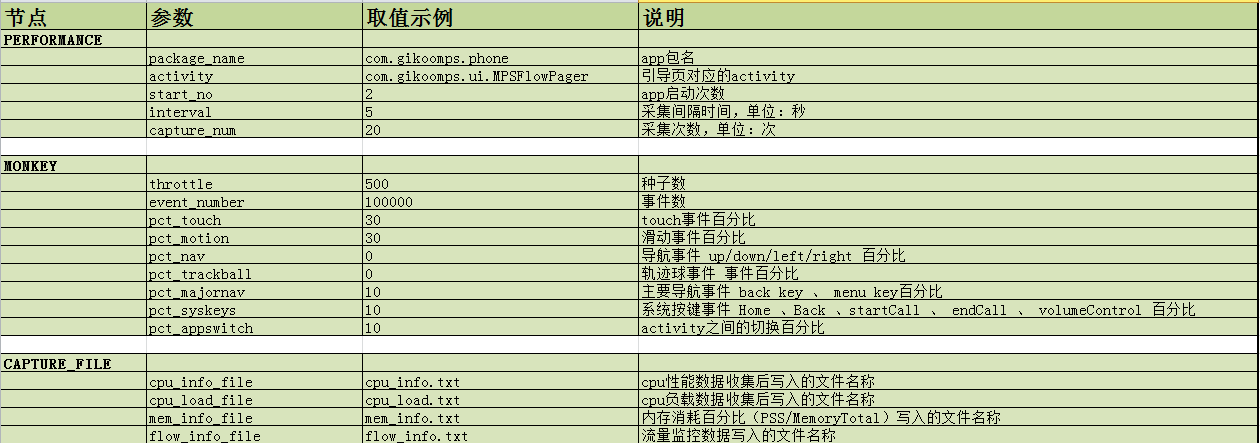 节点 参数 取值示例 说明
PERFORMANCE
package_name com.gikoomps.phone app包名
activity com.gikoomps.ui.MPSFlowPager 引导页对应的activity
start_no 2 app启动次数
interval 5 采集间隔时间，单位：秒
capture_num 20 采集次数，单位：次
MONKEY
throttle 500 种子数
event_number 100000 事件数
pct_touch 30 touch事件百分比
pct_motion 30 滑动事件百分比
pct_nav 0 导航事件 up/down/left/right 百分比
pct_trackball 0 轨迹球事件 事件百分比
pct_majornav 10 主要导航事件 back key 、 menu key百分比
pct_syskeys 10 系统按键事件 Home 、Back 、startCall 、 endCall 、 volumeControl 百分比
pct_appswitch 10 activity之间的切换百分比
CAPTURE_FILE
cpu_info_file cpu_info.txt cpu性能数据收集后写入的文件名称
cpu_load_file cpu_load.txt cpu负载数据收集后写入的文件名称
mem_info_file mem_info.txt 内存消耗百分比（PSS/MemoryTotal）写入的文件名称
flow_info_file flow_info.txt 流量监控数据写入的文件名称